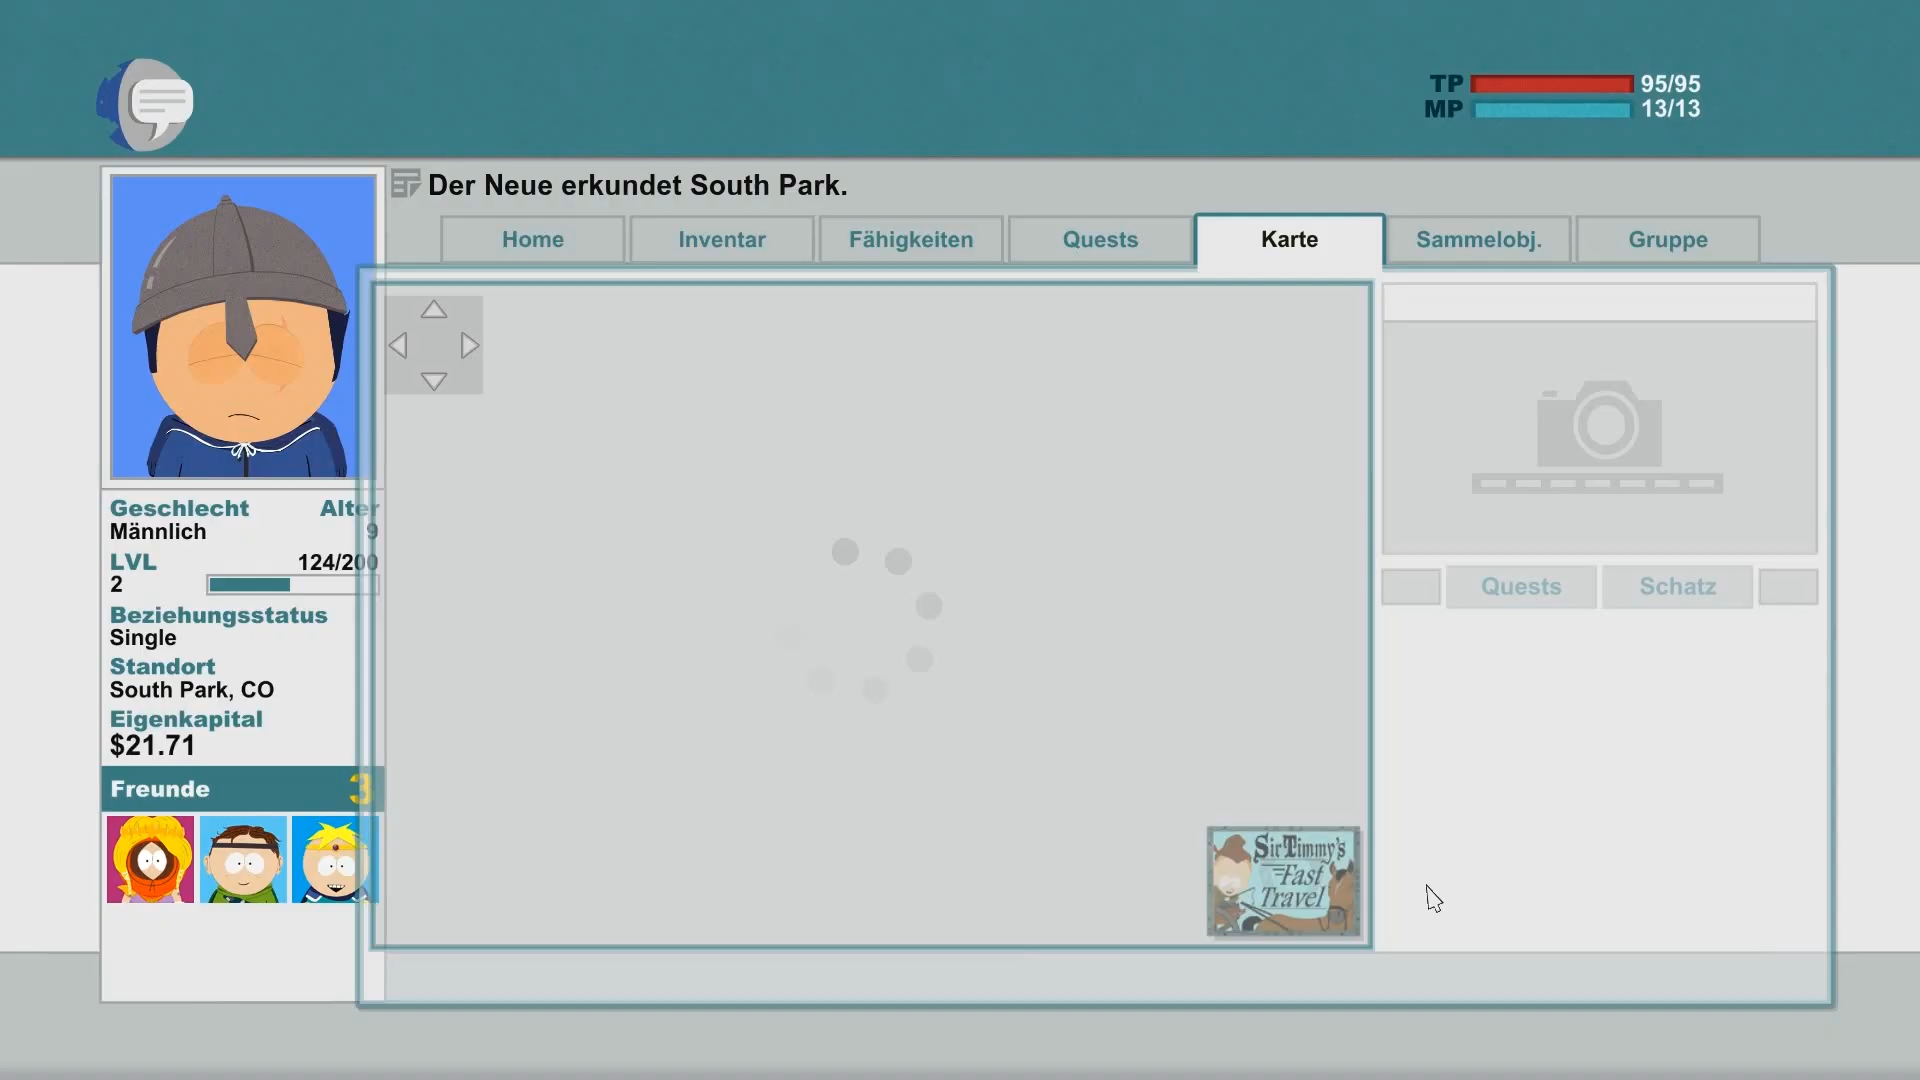 TP 95/95
MP 13/13
Der Neue erkundet South Park.
Home Inventar Fähigkeiten Quests Karte Sammelobj. Gruppe
Geschlecht Alter
Männlich 9
LVL 124/200
2
Beziehungsstatus
Single
Standort
South Park, CO
Eigenkapital
$21.71
Freunde 3
Quests Schatz
Sir Timmy's
Fast
Travel